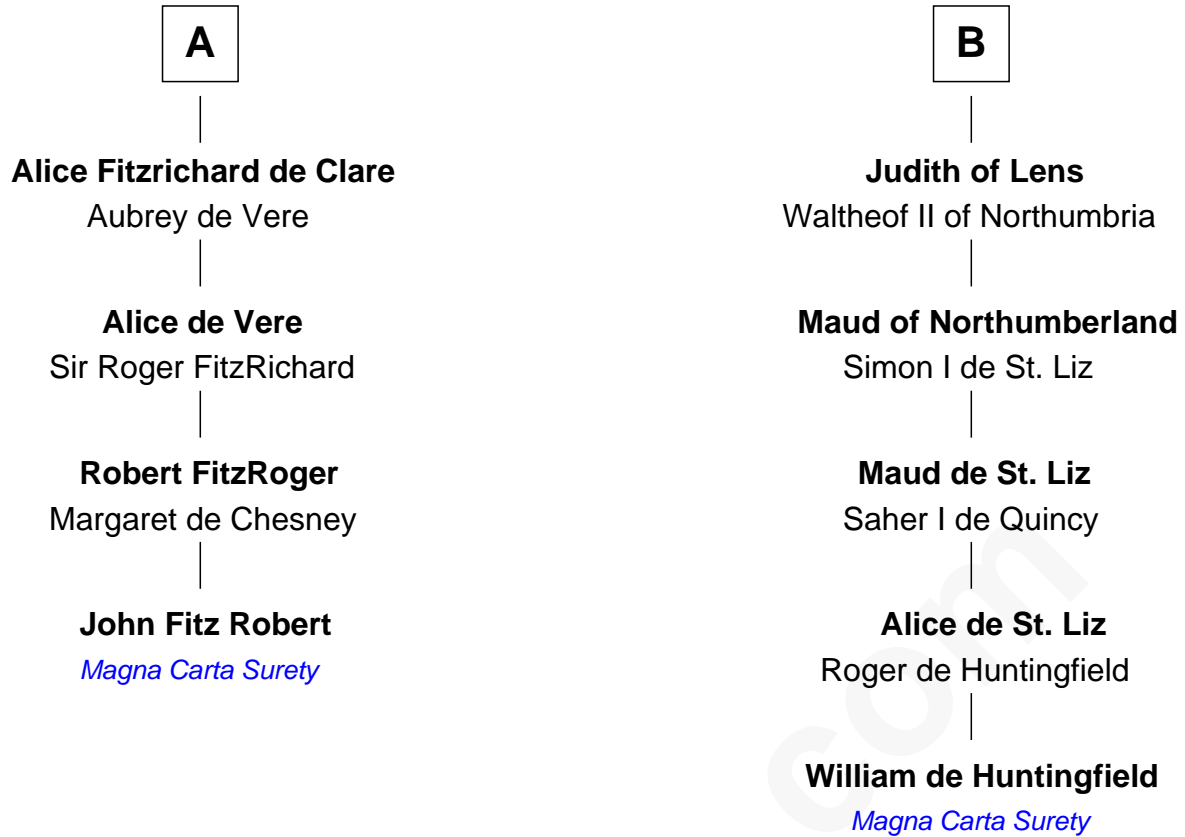 A
Alice Fitzrichard de Clare
Aubrey de Vere
Alice de Vere
Sir Roger FitzRichard
Robert FitzRoger
Margaret de Chesney
John Fitz Robert
Magna Carta Surety
B
Judith of Lens
Waltheof II of Northumbria
Maud of Northumberland
Simon I de St. Liz
Maud de St. Liz
Saher I de Quincy
Alice de St. Liz
Roger de Huntingfield
William de Huntingfield
Magna Carta Surety
com